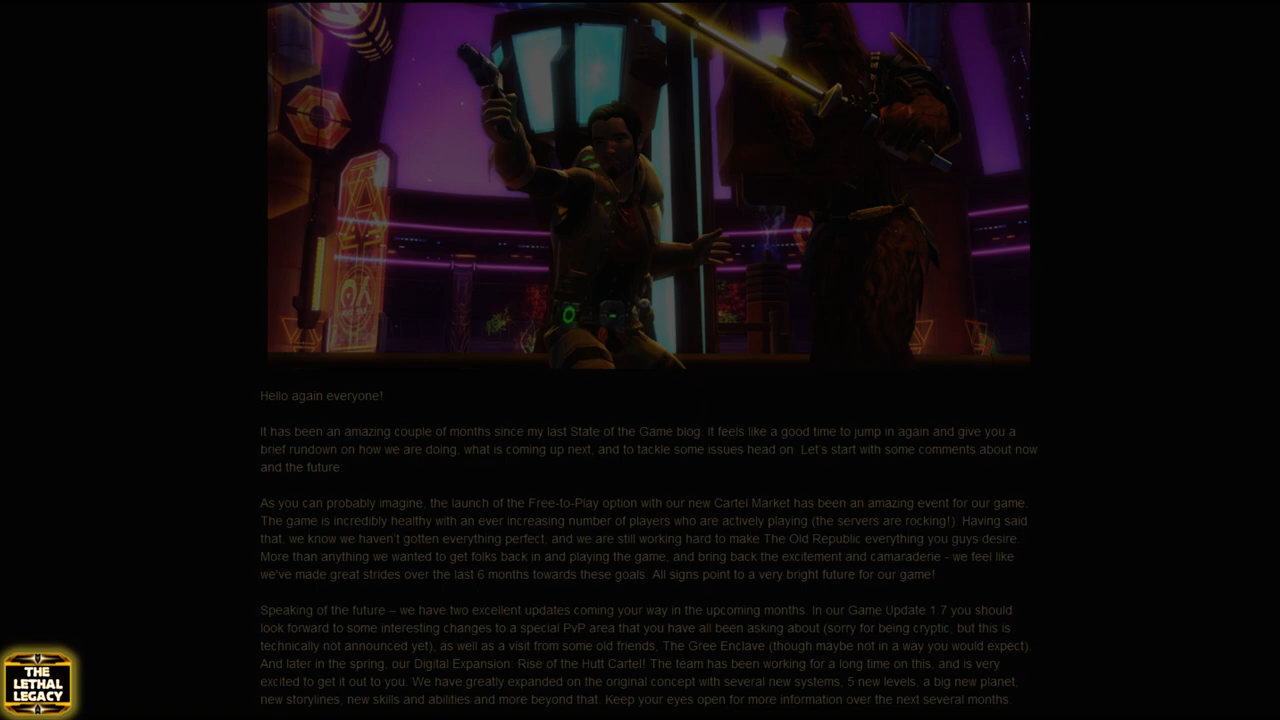 Hello again everyone!
It has been an amazing couple of months since my last State of the Game blog. It feels like a good time to jump in again and give you a
brief rundown on how we are doing, what is coming up next, and to tackle some issues head on. Let's start with some comments about now
and the future.
As you can probably imagine, the launch of the Free-to-Play option with our new Cartel Market has been an amazing event for our game.
The game is incredibly healthy with an ever increasing number of players who are actively playing (the servers are rocking!). Having said
that, we know we haven't gotten everything perfect, and we are still working hard to make The Old Republic everything you guys desire.
More than anything we wanted to get folks back in and playing the game, and bring back the excitement and camaraderie - we feel like
we've made great strides over the last 6 months towards these goals. All signs point to a very bright future for our game!
Speaking of the future – we have two excellent updates coming your way in the upcoming months. In our Game Update 1.7 you should
look forward to some interesting changes to a special PvP area that you have all been asking about (sorry for being cryptic, but this is
technically not announced yet), as well as a visit from some old friends, The Gree Enclave (though maybe not in a way you would expect).
And later in the spring, our Digital Expansion: Rise of the Hutt Cartel! The team has been working for a long time on this, and is very
excited to get it out to you. We have greatly expanded on the original concept with several new systems, 5 new levels, a big new planet,
new storylines, new skills and abilities and more beyond that. Keep your eyes open for more information over the next several months.
THE
LETHAL
LEGACY